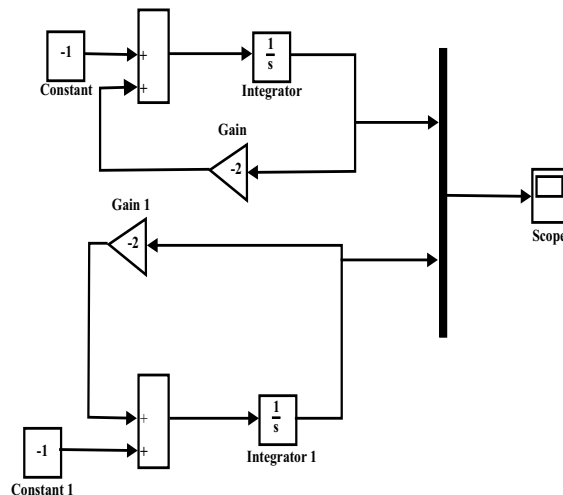 -1
+
+
1
s
Constant
Integrator
Gain
-2
Gain 1
-2
Scope
+
+
1
s
-1
Integrator 1
Constant 1